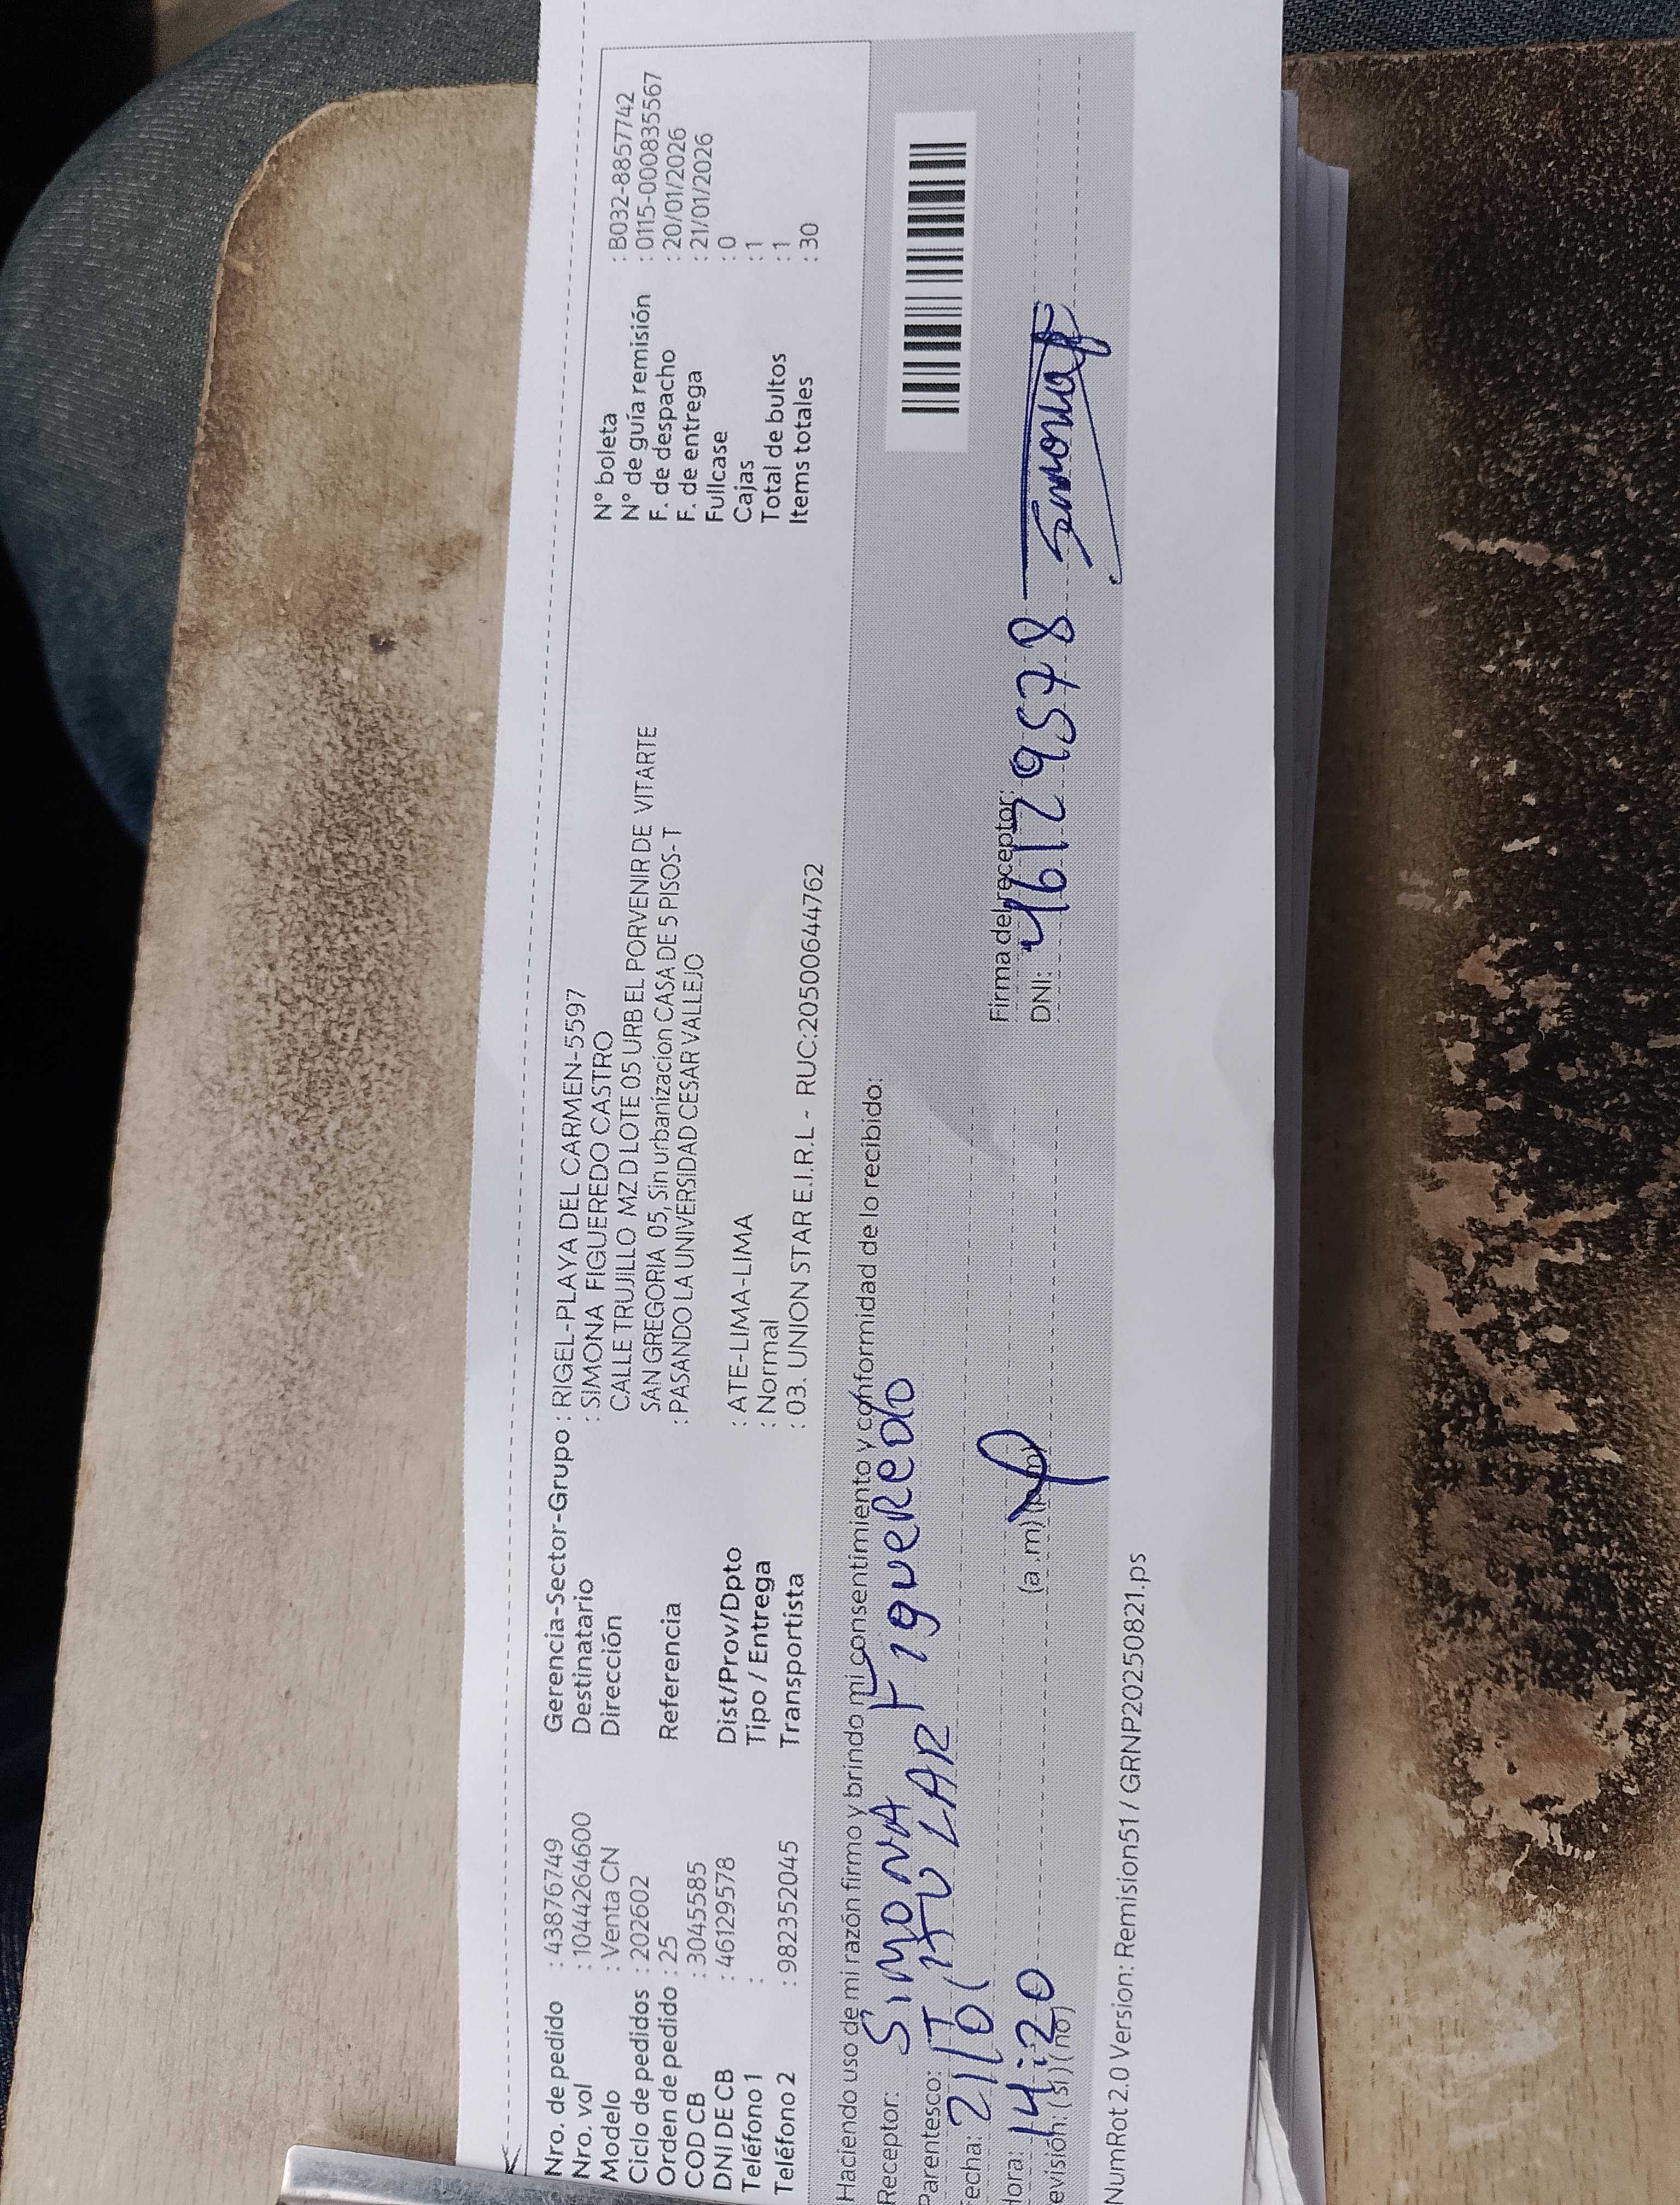 Nro. de pedido : 43876749
Nro. vol : 1044264600
Modelo : Venta CN
Ciclo de pedidos : 202602
Orden de pedido : 25
COD CB : 3045585
DNI DE CB : 46129578
Teléfono 1 :
Teléfono 2 : 982352045
Gerencia-Sector-Grupo : RIGEL-PLAYA DEL CARMEN-5597
Destinatario : SIMONA FIGUEREDO CASTRO
Dirección CALLE TRUJILLO MZ D LOTE 05 URB EL PORVENIR DE VITARTE
SAN GREGORIA 05, Sin urbanizacion CASA DE 5 PISOS- T
Referencia : PASANDO LA UNIVERSIDAD CESAR VALLEJO
Dist/Prov/Dpto : ATE-LIMA-LIMA
Tipo / Entrega : Normal
Transportista : 03. UNION STAR E.I.R.L - RUC:20500644762
N° boleta : B032-8857742
N° de guía remisión : 0115-0008355567
F. de despacho : 20/01/2026
F. de entrega : 21/01/2026
Fullcase : 0
Cajas : 1
Total de bultos : 1
Items totales : 30
Haciendo uso de mi razón firmo y brindo mi consentimiento y conformidad de lo recibido:
Receptor: SIMONA Figueredo
Parentesco: TITULAR
echa: 21/01
ora: 14:20 (a.m) (p.m)
evisión: (si) (no)
Firma del receptor:
DNI: 46129578
Simona
NumRot 2.0 Version: Remision51 / GRNP20250821.ps